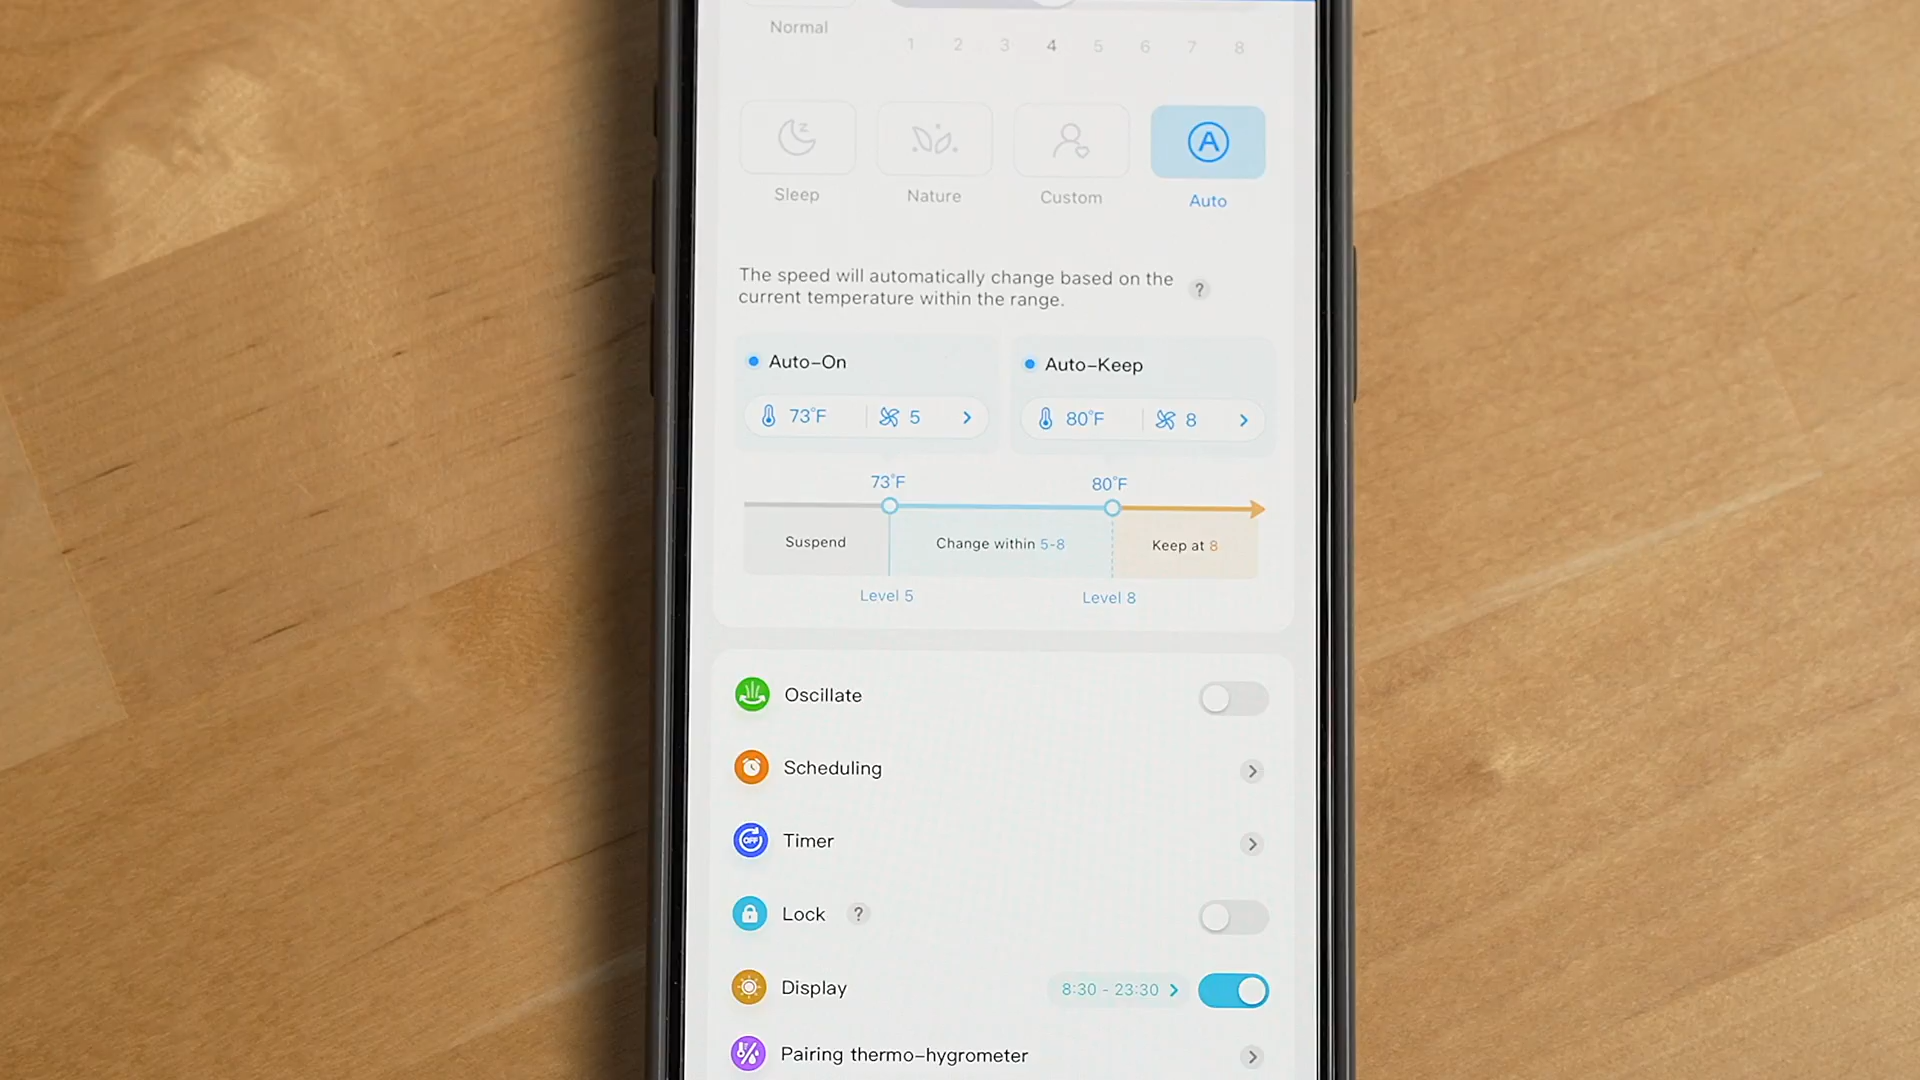 Normal
1 2 3 4 5 6 7 8
Sleep Nature Custom Auto
The speed will automatically change based on the
current temperature within the range. ?
Auto-On Auto-Keep
73°F 5 80°F 8
73°F 80°F
Suspend Change within 5-8 Keep at 8
Level 5 Level 8
Oscillate
Scheduling
OFF Timer
Lock ?
Display 8:30 - 23:30
Pairing thermo-hygrometer